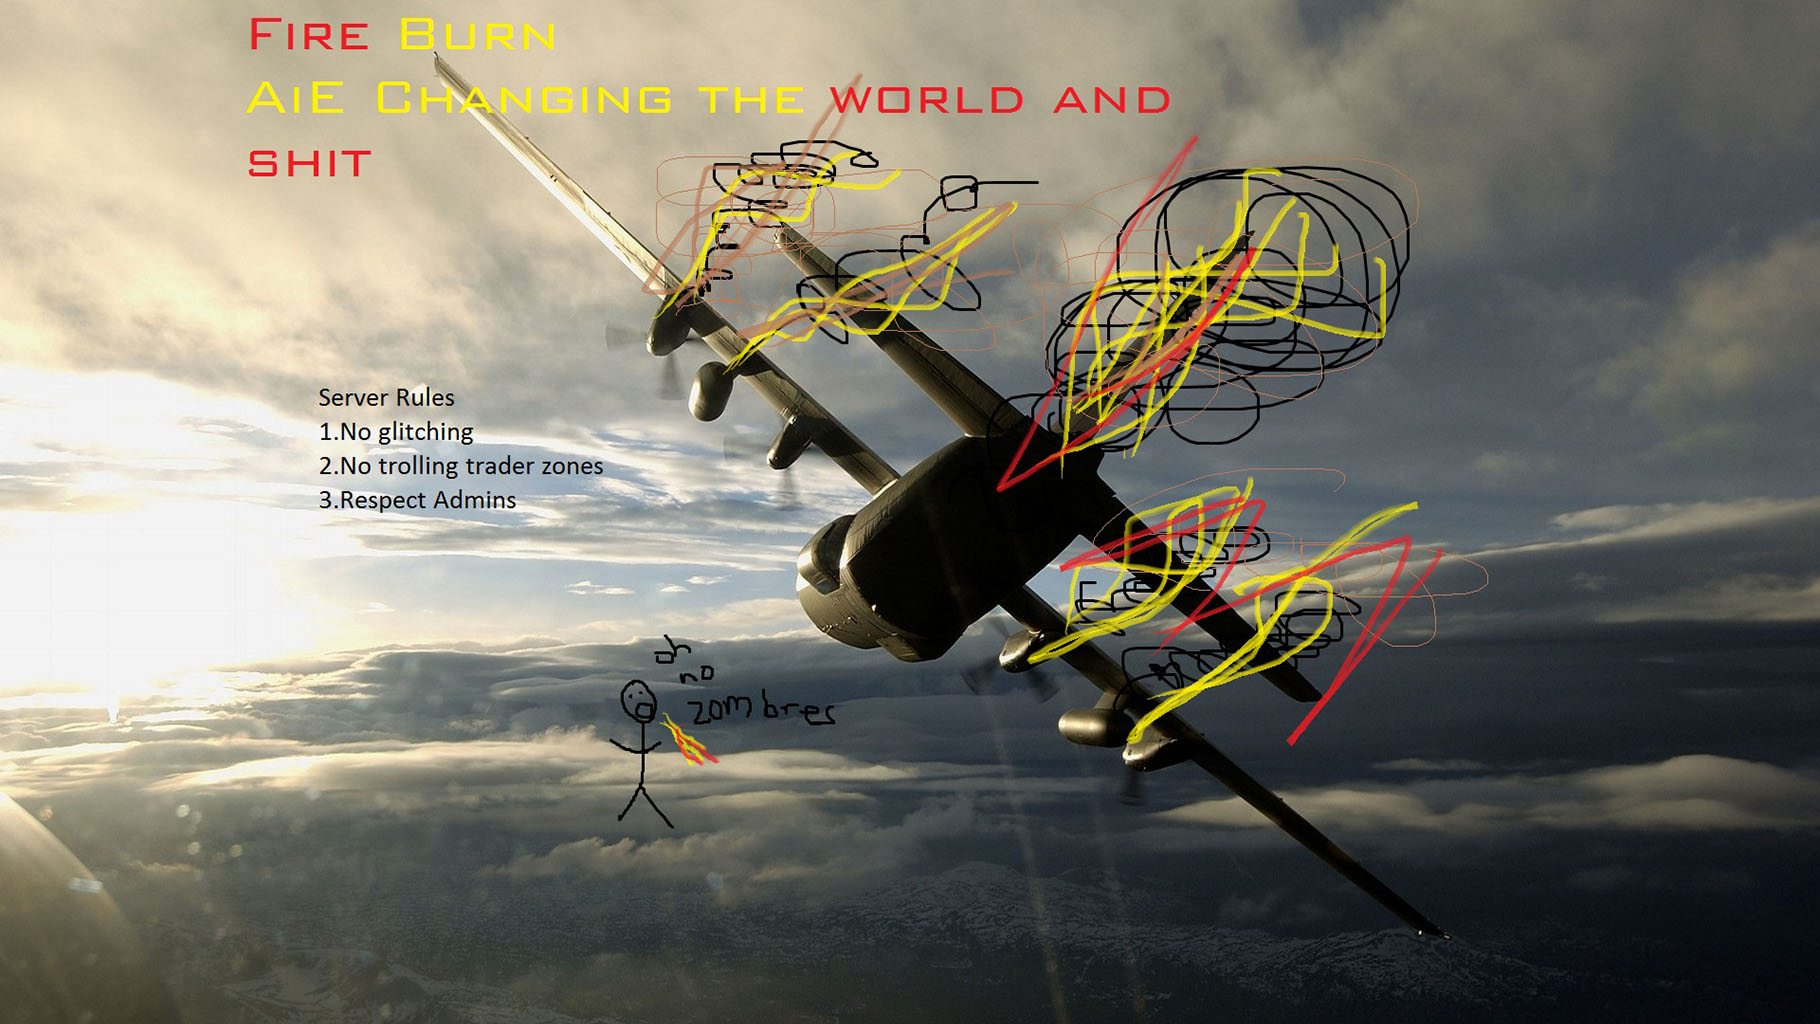 FIRE BURN
AiE CHANGING THE WORLD AND
SHIT
Server Rules
1.No glitching
2.No trolling trader zones
3.Respect Admins
oh
no
zombres